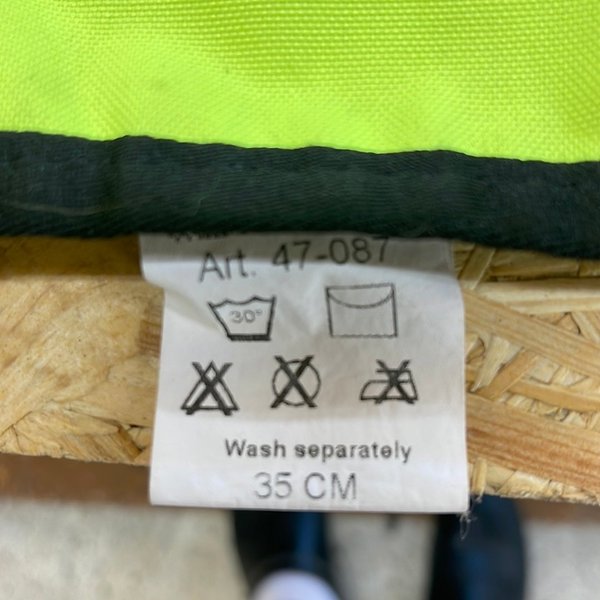 Art. 47-087
30°
Wash separately
35 CM